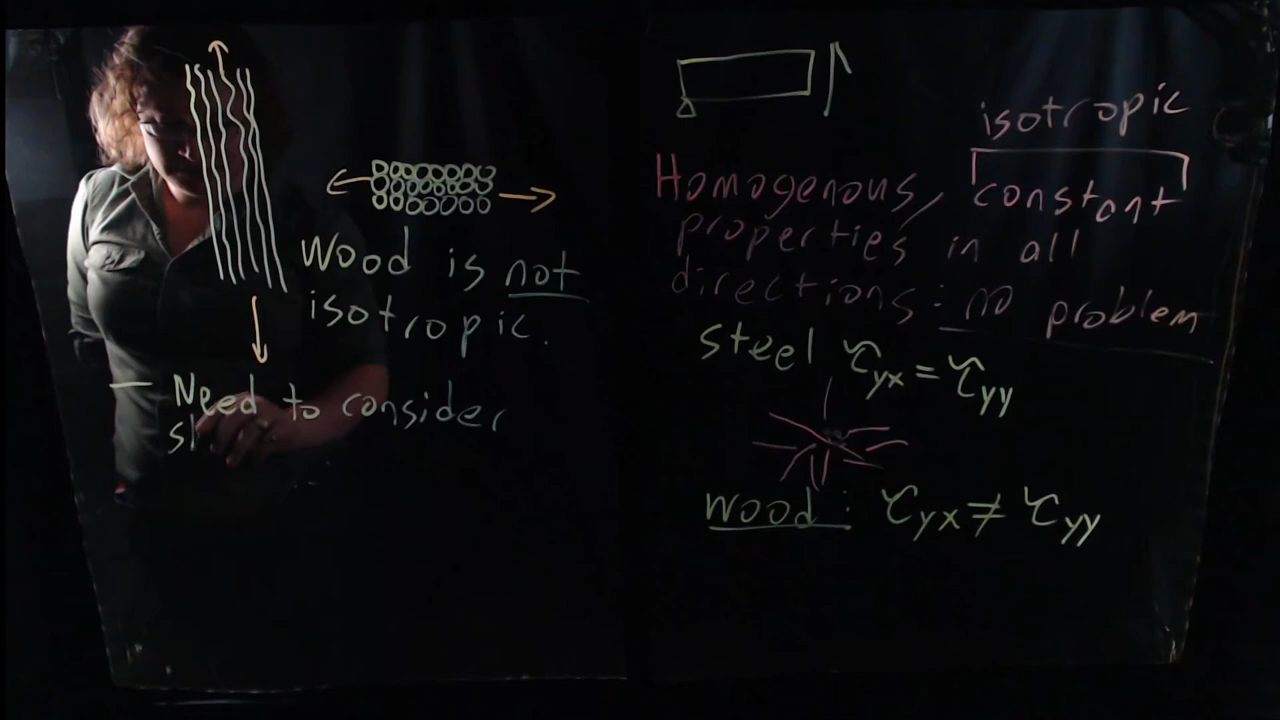 Wood is not
isotropic.
— Need to consider
sh
isotropic
Homogenous, constant
properties in all
directions: no problem
steel τyx = τyy
wood: τyx ≠ τyy